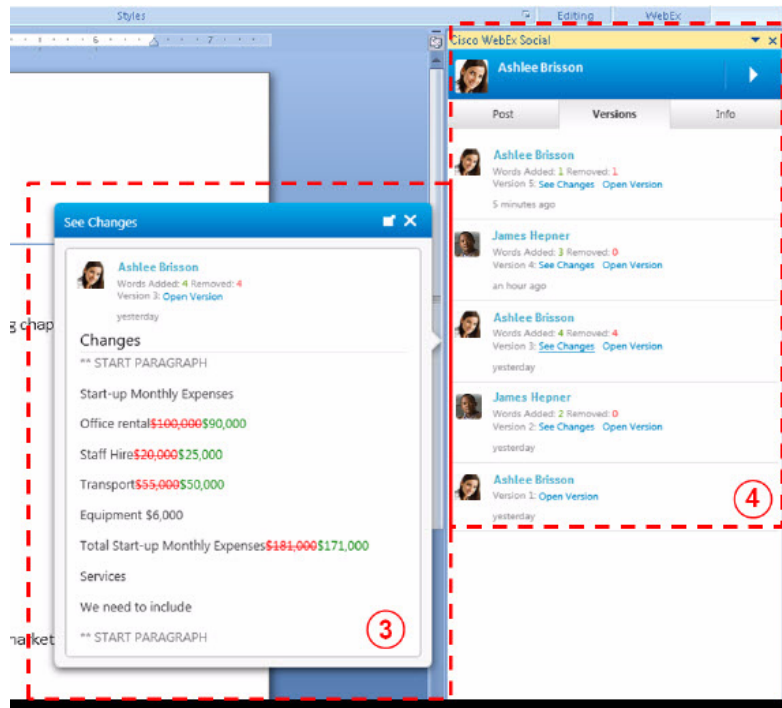 Styles
Editing
WebEx
6
7
Cisco WebEx Social
Ashlee Brisson
Post
Versions
Info
Ashlee Brisson
Words Added: 1 Removed: 1
Version 5: See Changes Open Version
5 minutes ago
James Hepner
Words Added: 3 Removed: 0
Version 4: See Changes Open Version
an hour ago
Ashlee Brisson
Words Added: 4 Removed: 4
Version 3: See Changes Open Version
yesterday
James Hepner
Words Added: 2 Removed: 0
Version 2: See Changes Open Version
yesterday
Ashlee Brisson
Version 1: Open Version
yesterday
4
See Changes
Ashlee Brisson
Words Added: 4 Removed: 4
Version 3: Open Version
yesterday
Changes
** START PARAGRAPH
Start-up Monthly Expenses
Office rental$100,000$90,000
Staff Hire$20,000$25,000
Transport$55,000$50,000
Equipment $6,000
Total Start-up Monthly Expenses$181,000$171,000
Services
We need to include
** START PARAGRAPH
3
g chap
market